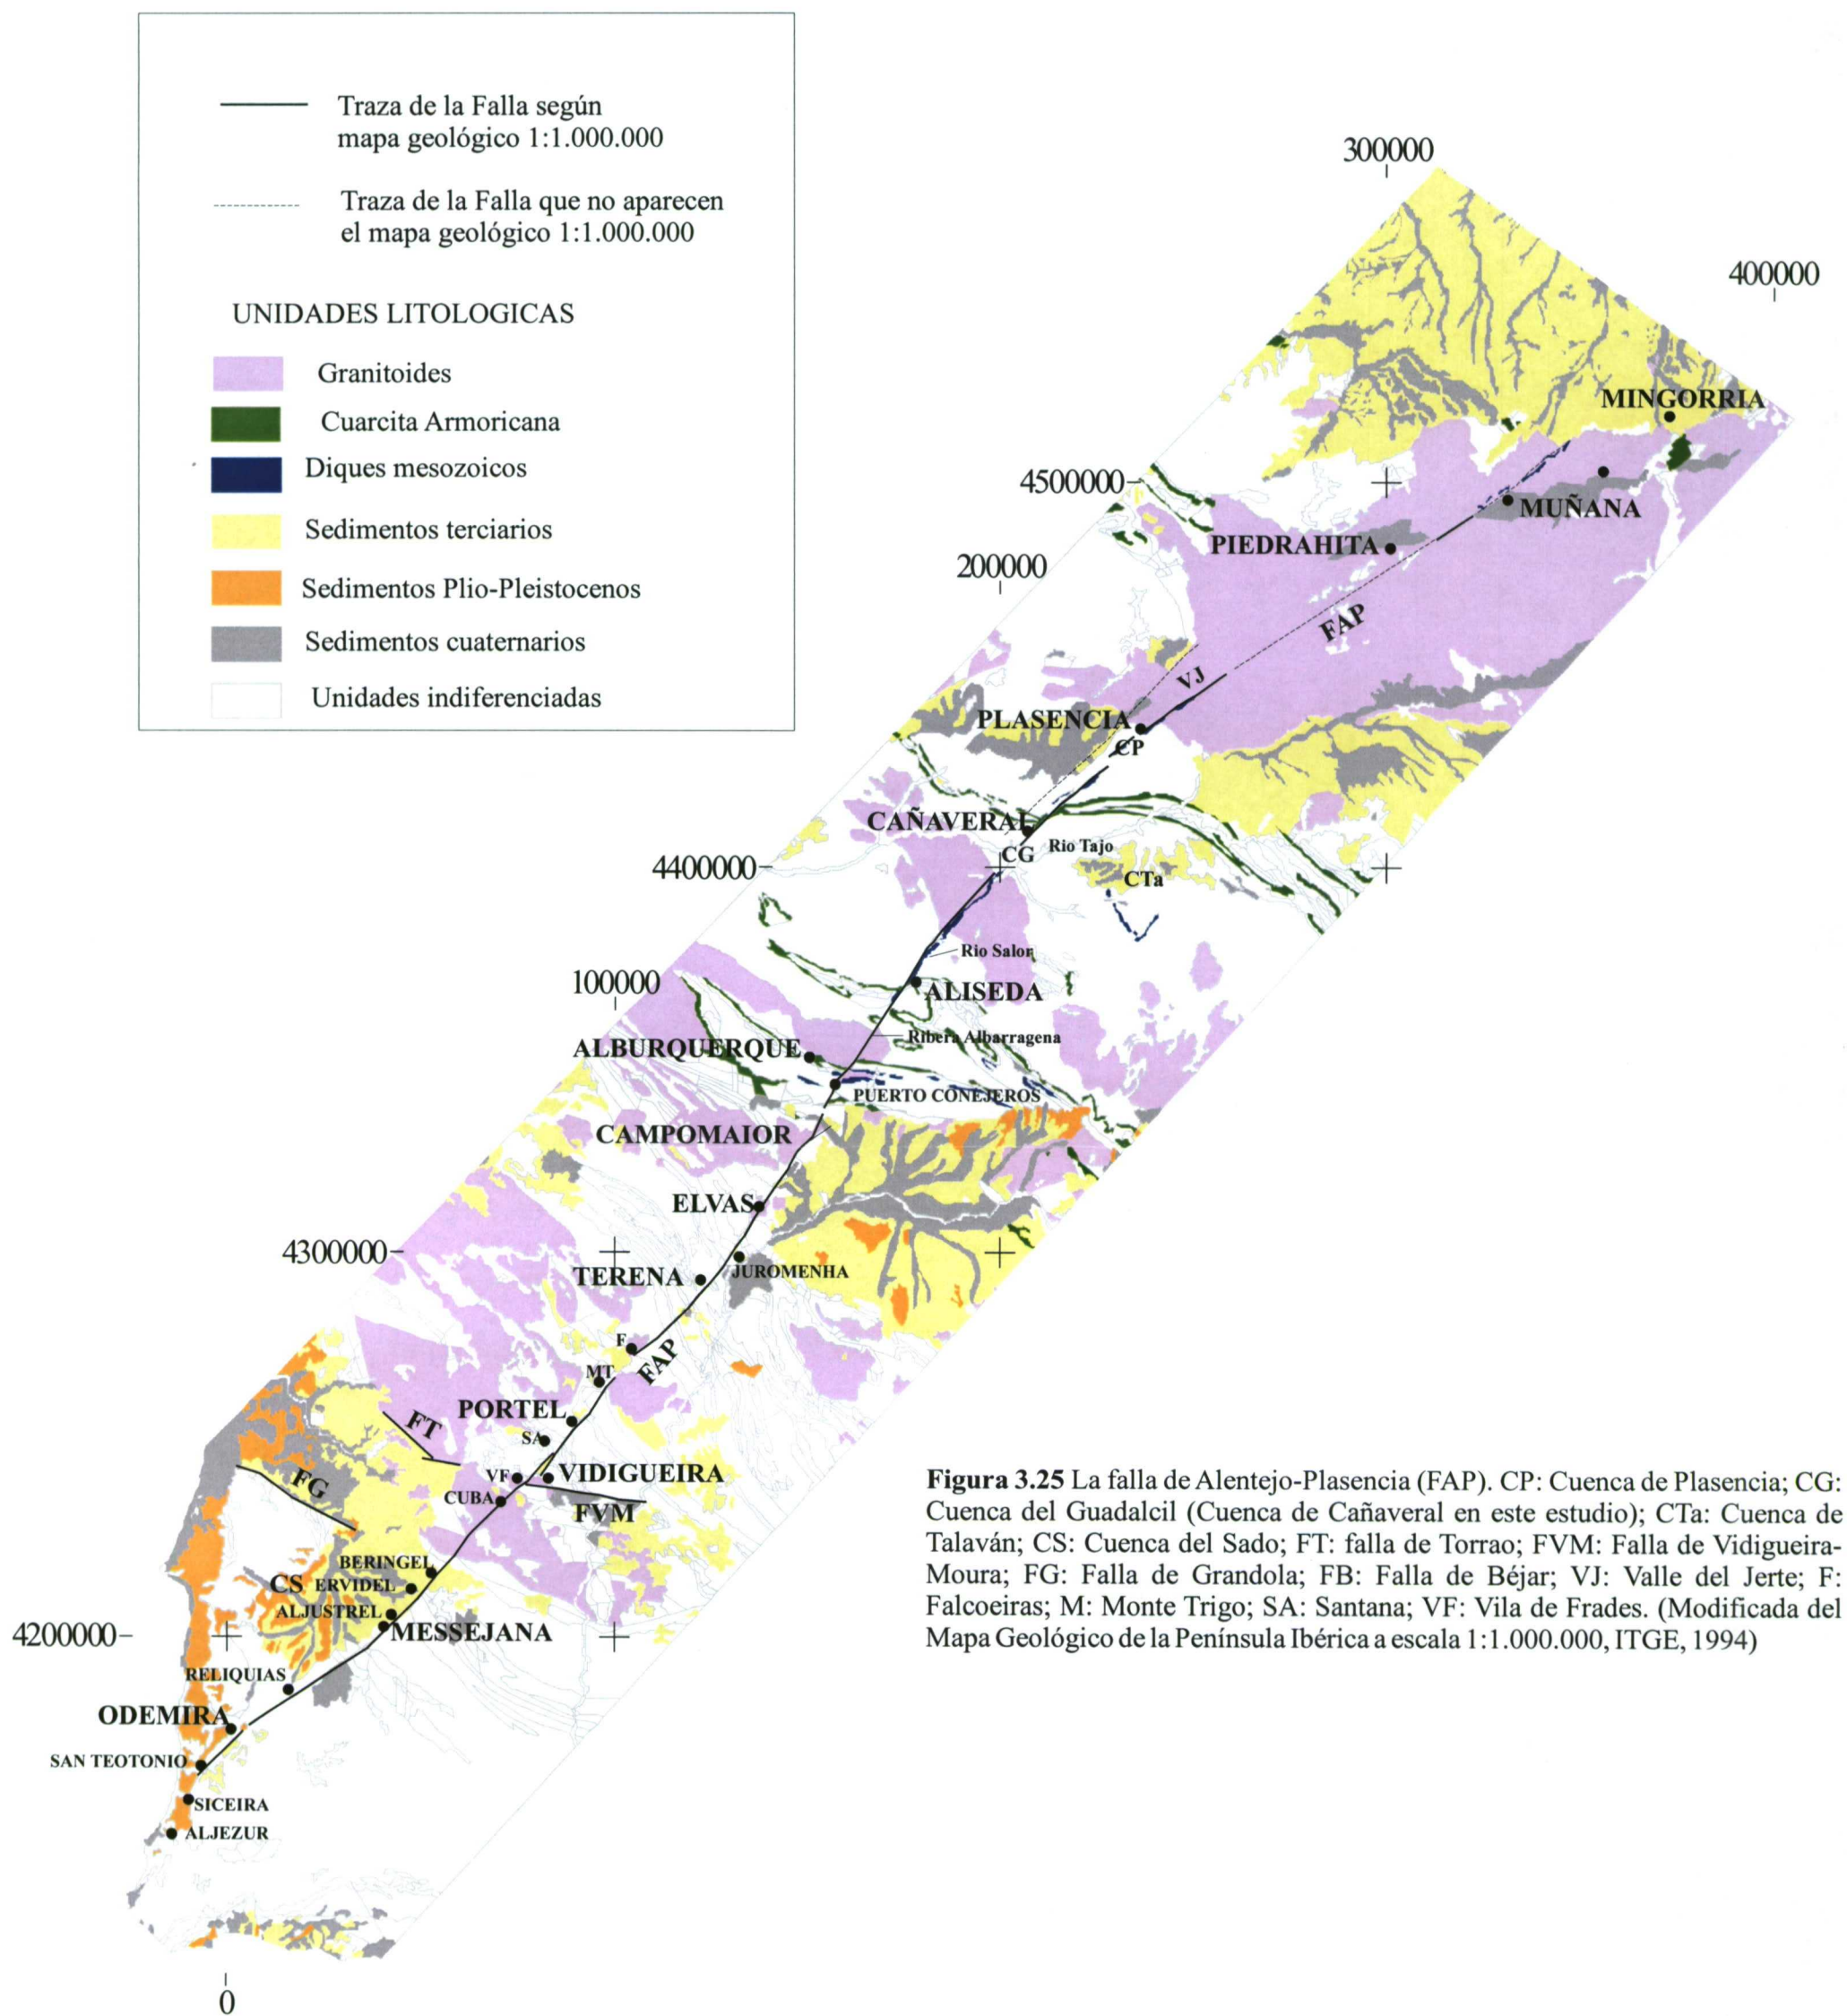 Traza de la Falla según
mapa geológico 1:1.000.000
Traza de la Falla que no aparecen
el mapa geológico 1:1.000.000
UNIDADES LITOLOGICAS
Granitoides
Cuarcita Armoricana
Diques mesozoicos
Sedimentos terciarios
Sedimentos Plio-Pleistocenos
Sedimentos cuaternarios
Unidades indiferenciadas
300000
400000
MINGORRIA
4500000
MUÑANA
PIEDRAHITA
200000
FAP
VJ
PLASENCIA
CP
CAÑAVERAL
CG
Rio Tajo
4400000
CTa
Rio Salor
100000
ALISEDA
Ribera Albarragena
ALBURQUERQUE
PUERTO CONEJEROS
CAMPOMAIOR
ELVAS
4300000
TERENA
JUROMENHA
F
FAP
MT
PORTEL
FT
SA
VF
VIDIGUEIRA
FG
CUBA
FVM
BERINGEL
CS
ERVIDEL
ALJUSTREL
4200000
MESSEJANA
RELIQUIAS
ODEMIRA
SAN TEOTONIO
SICEIRA
ALJEZUR
0
Figura 3.25 La falla de Alentejo-Plasencia (FAP). CP: Cuenca de Plasencia; CG:
Cuenca del Guadalcil (Cuenca de Cañaveral en este estudio); CTa: Cuenca de
Talaván; CS: Cuenca del Sado; FT: falla de Torrao; FVM: Falla de Vidigueira-
Moura; FG: Falla de Grandola; FB: Falla de Béjar; VJ: Valle del Jerte; F:
Falcoeiras; M: Monte Trigo; SA: Santana; VF: Vila de Frades. (Modificada del
Mapa Geológico de la Península Ibérica a escala 1:1.000.000, ITGE, 1994)